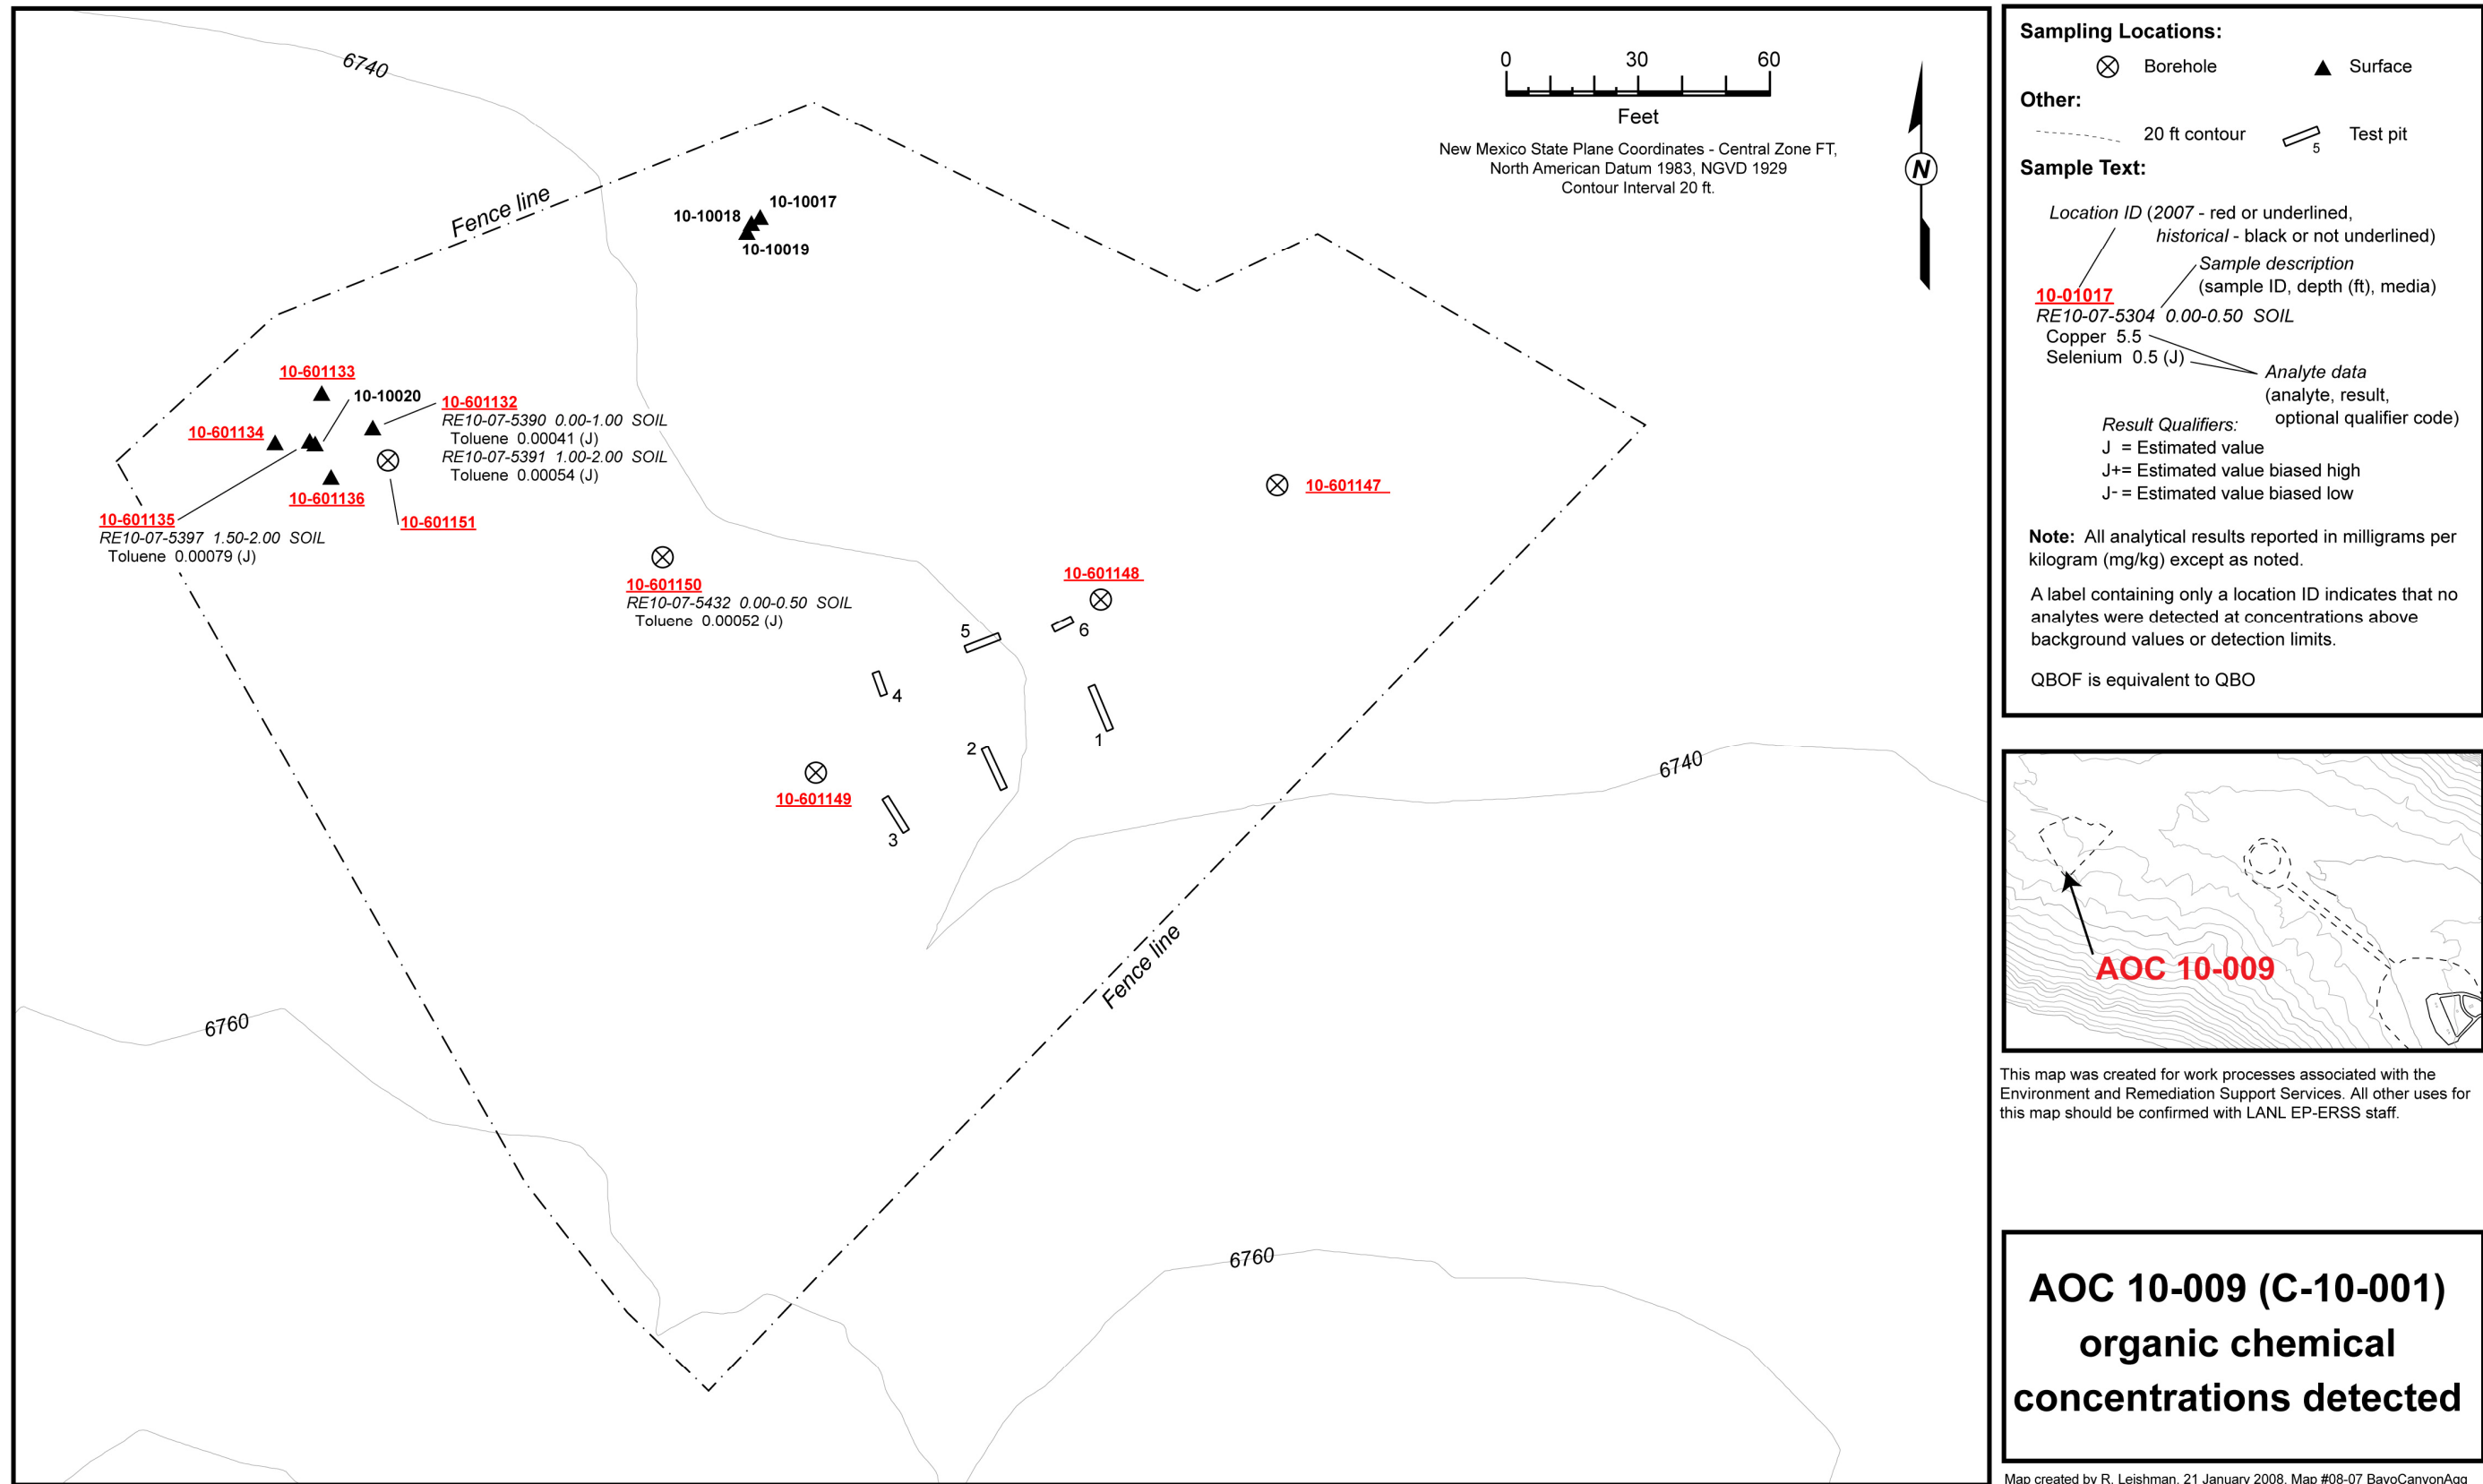 6740
Fence line
10-10018
10-10017
10-10019
0 30 60
Feet
New Mexico State Plane Coordinates - Central Zone FT,
North American Datum 1983, NGVD 1929
Contour Interval 20 ft.
N
10-601133
10-10020
10-601134
10-601132
RE10-07-5390 0.00-1.00 SOIL
Toluene 0.00041 (J)
RE10-07-5391 1.00-2.00 SOIL
Toluene 0.00054 (J)
10-601136
10-601135
RE10-07-5397 1.50-2.00 SOIL
Toluene 0.00079 (J)
10-601151
10-601147
10-601150
RE10-07-5432 0.00-0.50 SOIL
Toluene 0.00052 (J)
10-601148
5
6
4
1
2
3
10-601149
6740
Fence line
6760
6760
Sampling Locations:
Borehole
Surface
Other:
20 ft contour
5
Test pit
Sample Text:
Location ID (2007 - red or underlined,
historical - black or not underlined)
Sample description
(sample ID, depth (ft), media)
10-01017
RE10-07-5304 0.00-0.50 SOIL
Copper 5.5
Selenium 0.5 (J)
Analyte data
(analyte, result,
optional qualifier code)
Result Qualifiers:
J = Estimated value
J+= Estimated value biased high
J- = Estimated value biased low
Note: All analytical results reported in milligrams per
kilogram (mg/kg) except as noted.
A label containing only a location ID indicates that no
analytes were detected at concentrations above
background values or detection limits.
QBOF is equivalent to QBO
AOC 10-009
This map was created for work processes associated with the
Environment and Remediation Support Services. All other uses for
this map should be confirmed with LANL EP-ERSS staff.
AOC 10-009 (C-10-001)
organic chemical
concentrations detected
Map created by R. Leishman, 21 January 2008, Map #08-07 BayoCanyonAgg